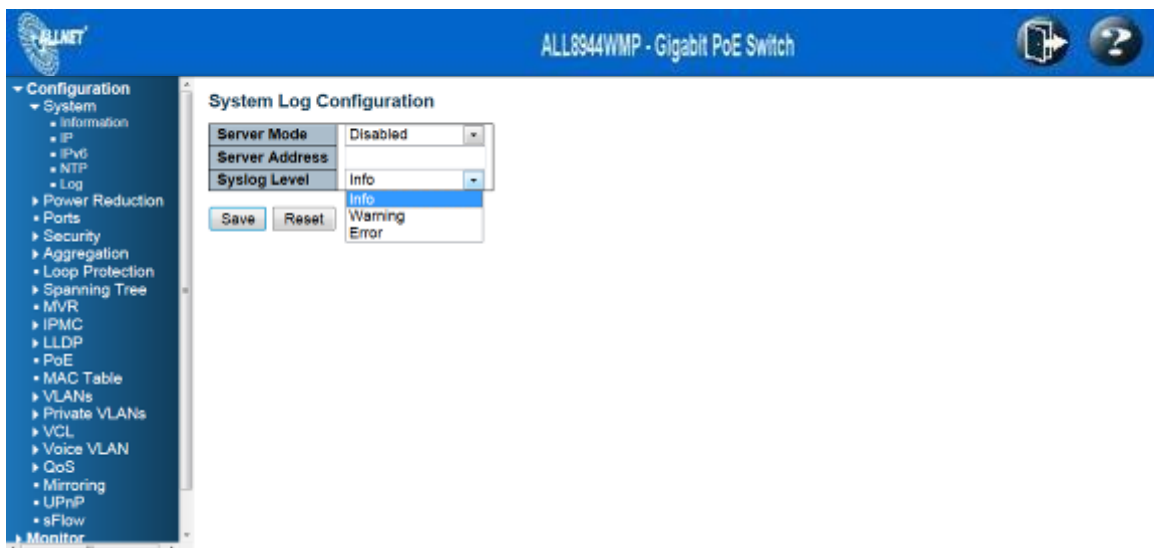 ALLNET
ALL8944WMP - Gigabit PoE Switch
?
Configuration
System
Information
IP
IPv6
NTP
Log
Power Reduction
Ports
Security
Aggregation
Loop Protection
Spanning Tree
MVR
IPMC
LLDP
PoE
MAC Table
VLANs
Private VLANs
VCL
Voice VLAN
QoS
Mirroring
UPnP
sFlow
Monitor
System Log Configuration
Server Mode Disabled
Server Address
Syslog Level Info
Info
Warning
Error
Save Reset